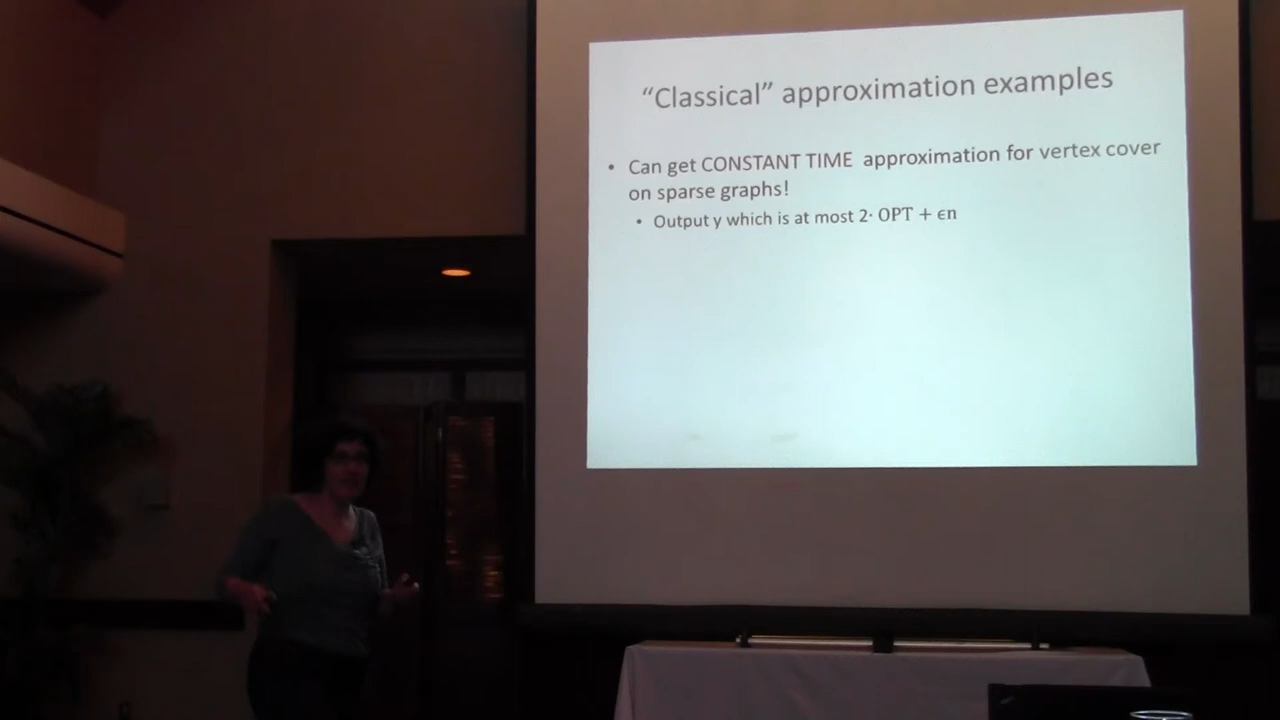 “Classical” approximation examples
• Can get CONSTANT TIME approximation for vertex cover
on sparse graphs!
• Output y which is at most 2· OPT + ϵn